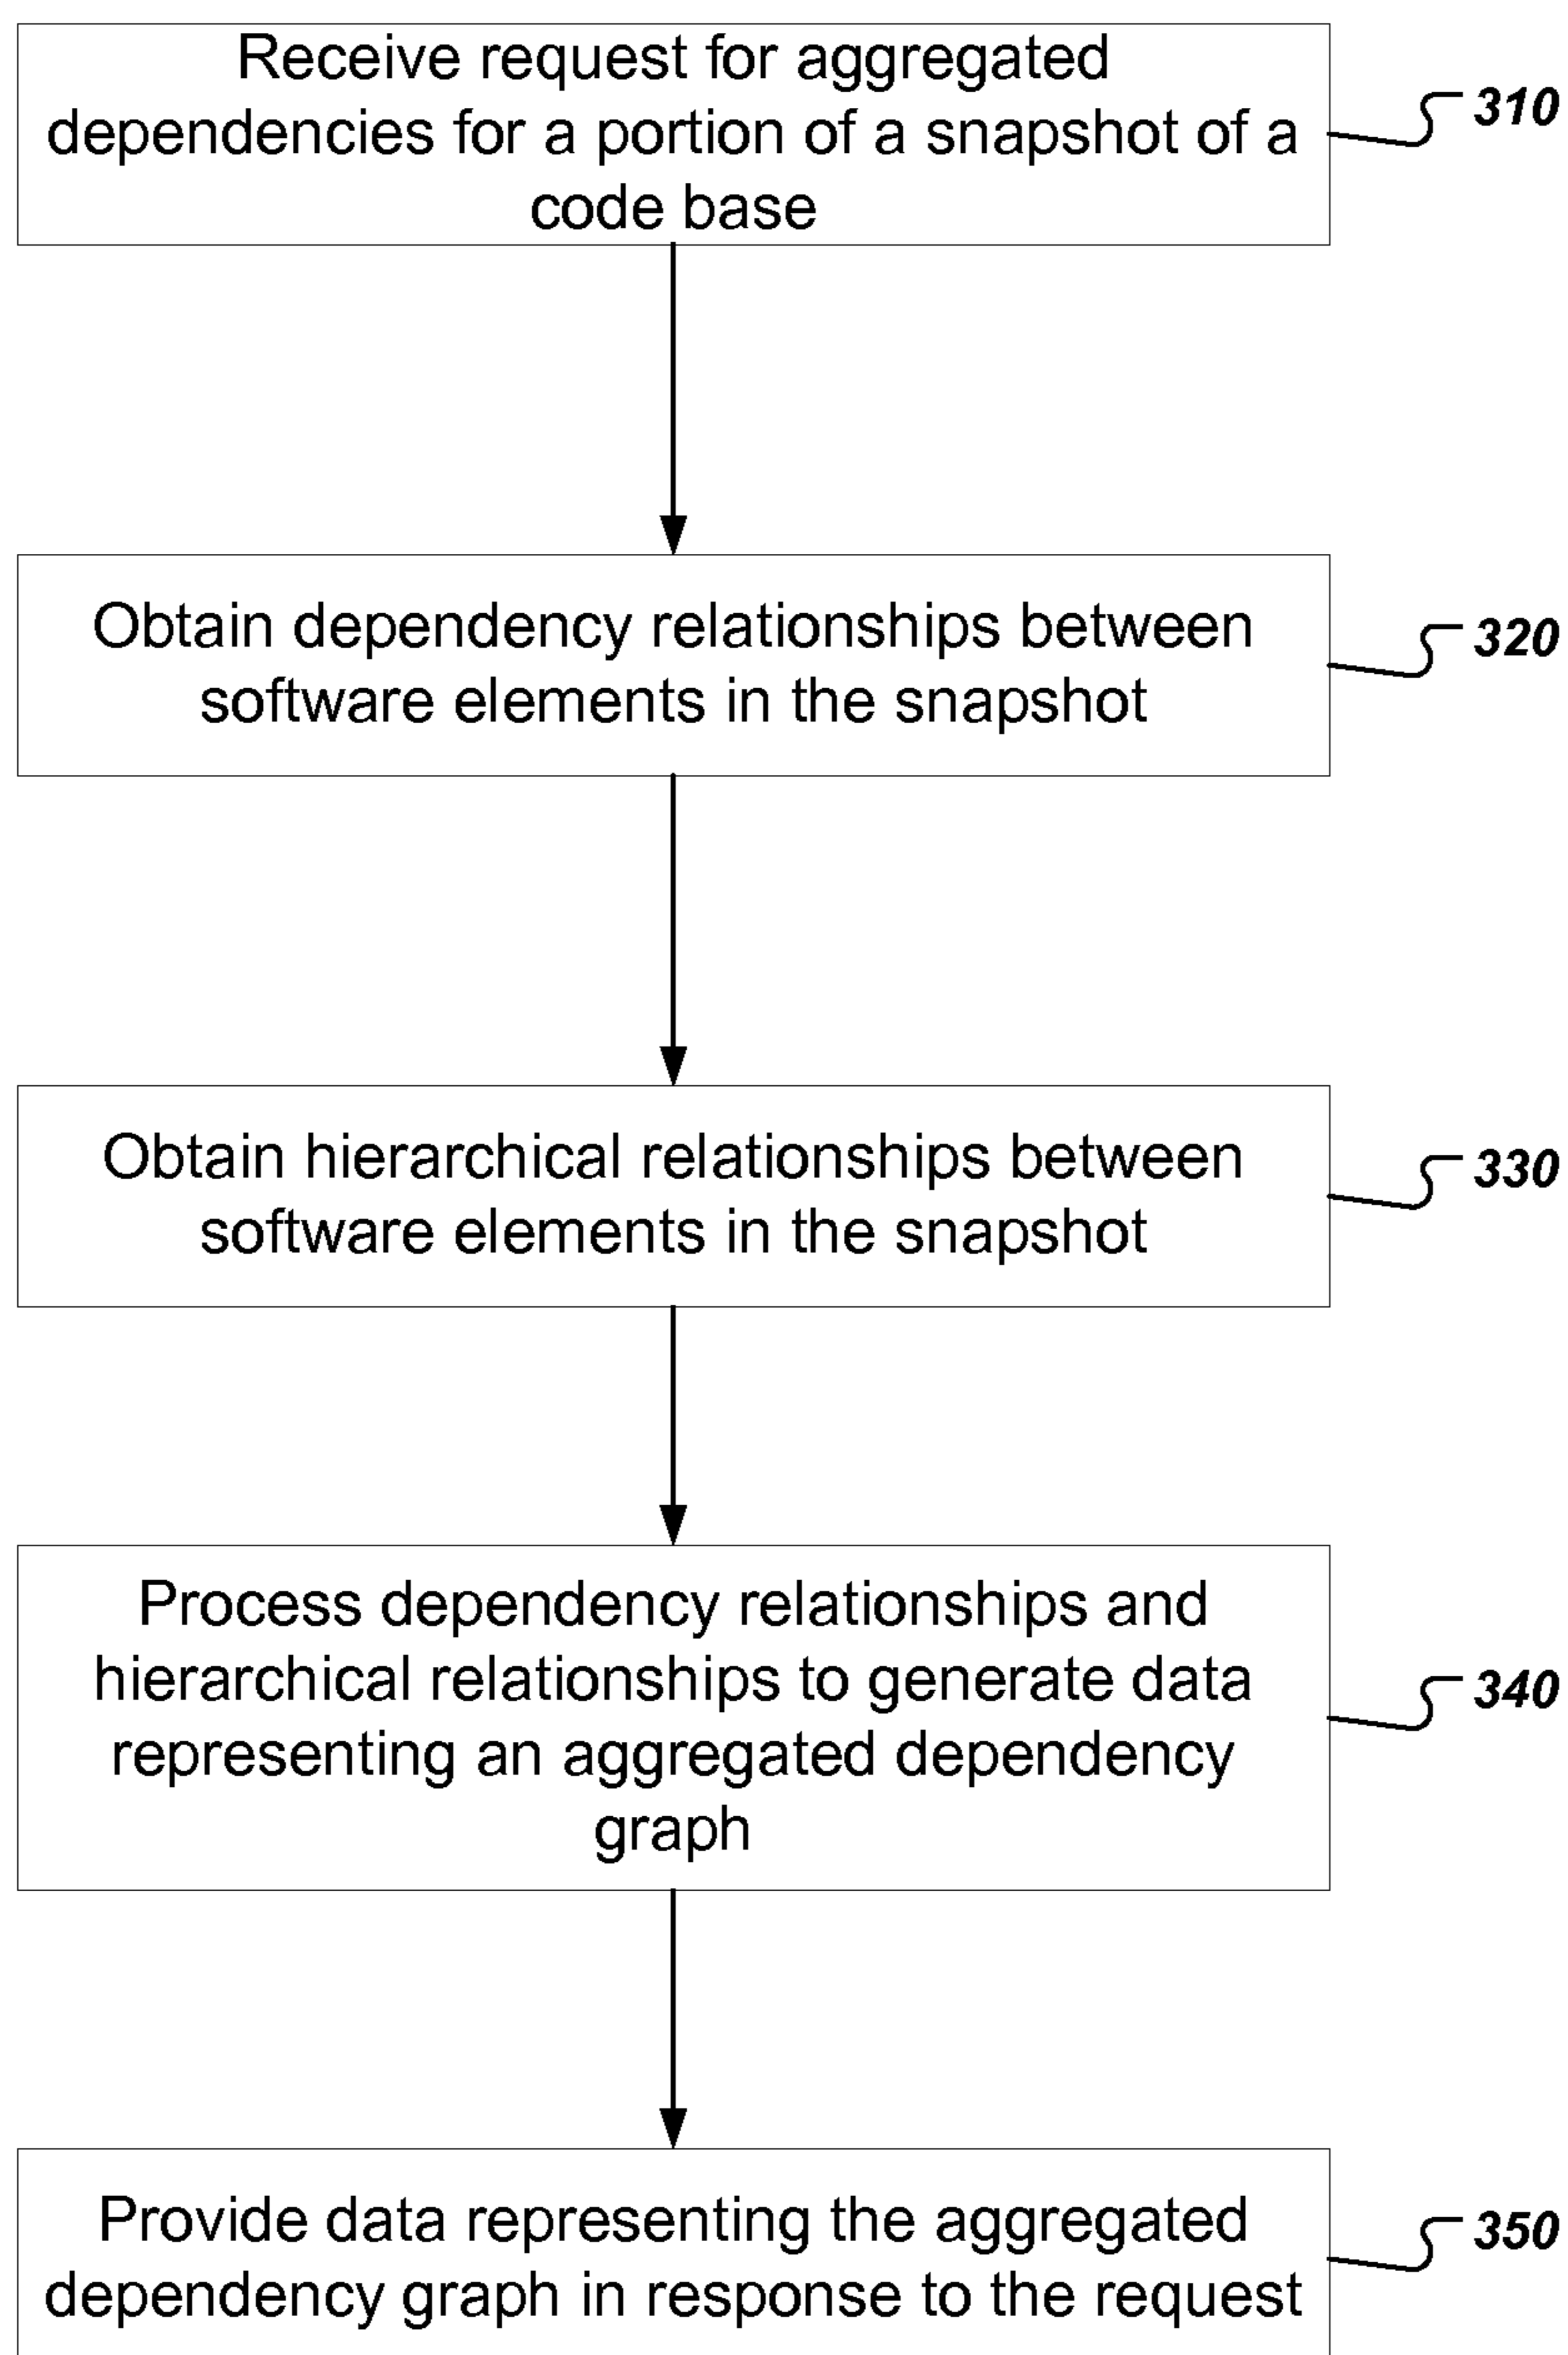 Receive request for aggregated
dependencies for a portion of a snapshot of a
code base
310
Obtain dependency relationships between
software elements in the snapshot
320
Obtain hierarchical relationships between
software elements in the snapshot
330
Process dependency relationships and
hierarchical relationships to generate data
representing an aggregated dependency
graph
340
Provide data representing the aggregated
dependency graph in response to the request
350